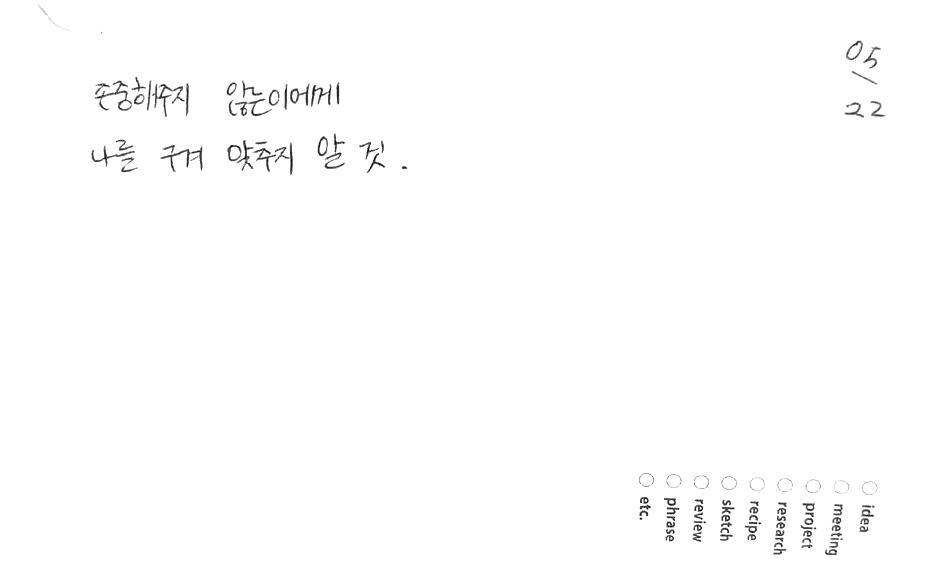 존중해주지 않는이에게
나를 구겨 맞추지 말 것.
05
22
idea
meeting
project
research
recipe
sketch
review
phrase
etc.